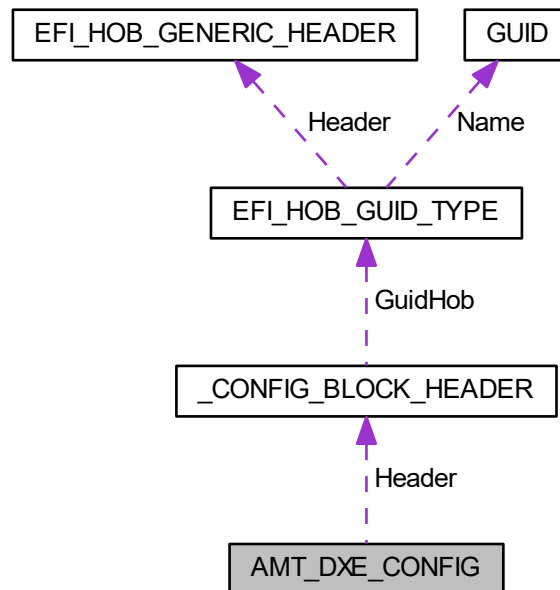 EFI_HOB_GENERIC_HEADER
GUID
Header
Name
EFI_HOB_GUID_TYPE
GuidHob
_CONFIG_BLOCK_HEADER
Header
AMT_DXE_CONFIG